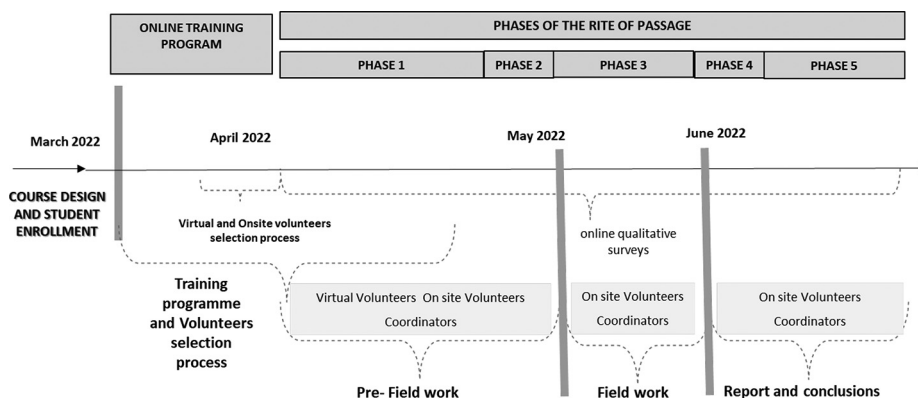 ONLINE TRAINING
PROGRAM
PHASES OF THE RITE OF PASSAGE
PHASE 1
PHASE 2
PHASE 3
PHASE 4
PHASE 5
March 2022
April 2022
May 2022
June 2022
COURSE DESIGN
AND STUDENT
ENROLLMENT
Virtual and Onsite volunteers
selection process
online qualitative
surveys
Training
programme
and Volunteers
selection
process
Virtual Volunteers On site Volunteers
Coordinators
On site Volunteers
Coordinators
On site Volunteers
Coordinators
Pre- Field work
Field work
Report and conclusions